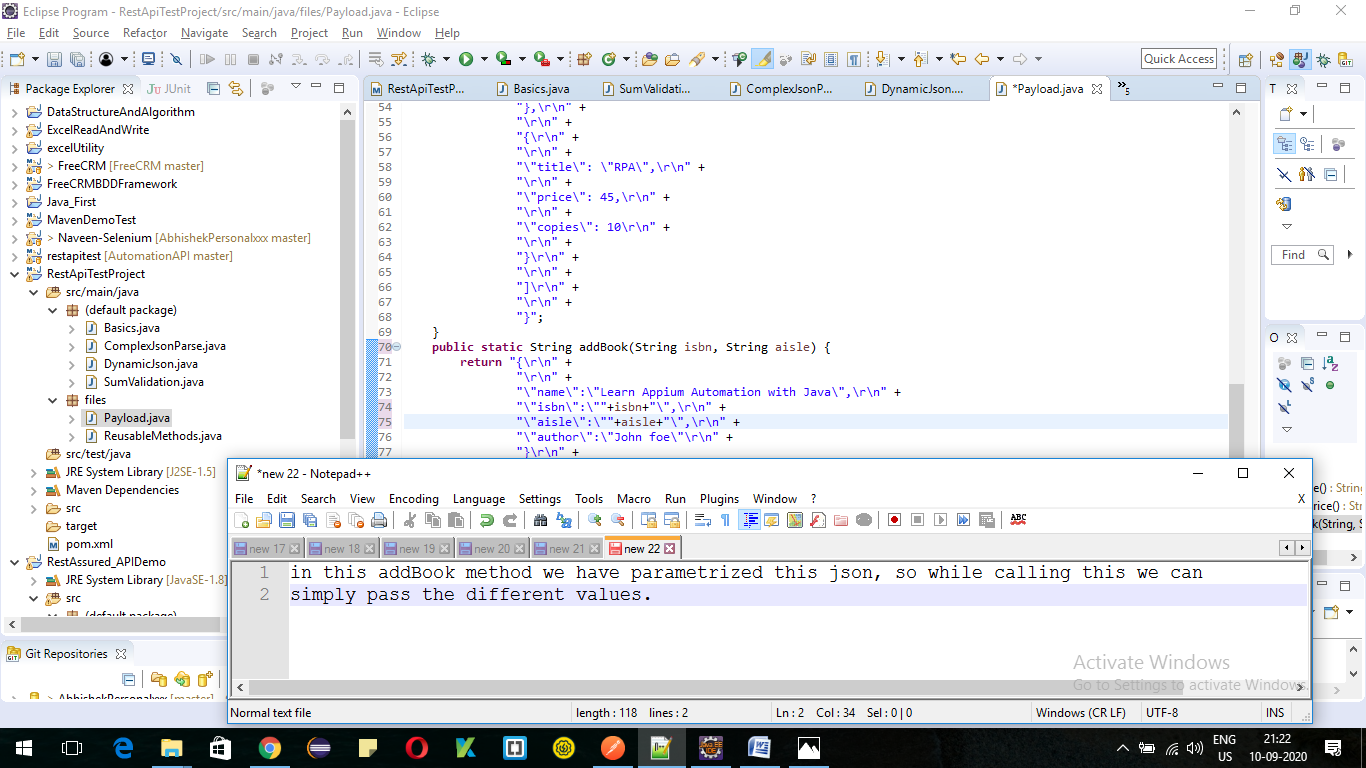 Eclipse Program - RestApiTestProject/src/main/java/files/Payload.java - Eclipse
File Edit Source Refactor Navigate Search Project Run Window Help
Quick Access
Package Explorer JUnit
RestApiTestP... Basics.java SumValidati... ComplexJsonP... DynamicJson.... *Payload.java »5
DataStructureAndAlgorithm
ExcelReadAndWrite
excelUtility
> FreeCRM [FreeCRM master]
FreeCRMBDDFramework
Java_First
MavenDemoTest
> Naveen-Selenium [AbhishekPersonalxxx master]
restapitest [AutomationAPI master]
RestApiTestProject
src/main/java
(default package)
Basics.java
ComplexJsonParse.java
DynamicJson.java
SumValidation.java
files
Payload.java
ReusableMethods.java
src/test/java
JRE System Library [J2SE-1.5]
Maven Dependencies
src
target
pom.xml
RestAssured_APIDemo
JRE System Library [JavaSE-1.8]
src
(default package)
Git Repositories
> AbhishekPersonalxxx [master]
54 "},\r\n" +
55 "\r\n" +
56 "{\r\n" +
57 "\r\n" +
58 "\"title\": \"RPA\",\r\n" +
59 "\r\n" +
60 "\"price\": 45,\r\n" +
61 "\r\n" +
62 "\"copies\": 10\r\n" +
63 "\r\n" +
64 "}\r\n" +
65 "\r\n" +
66 "]\r\n" +
67 "\r\n" +
68 "}";
69 }
70 public static String addBook(String isbn, String aisle) {
71 return "{\r\n" +
72 "\r\n" +
73 "\"name\":\"Learn Appium Automation with Java\",\r\n" +
74 "\"isbn\":\""+isbn+"\",\r\n" +
75 "\"aisle\":\""+aisle+"\",\r\n" +
76 "\"author\":\"John foe\"\r\n" +
77 "}\r\n" +
T
Find
O
e() : String
rice() : Str
k(String, S
*new 22 - Notepad++
File Edit Search View Encoding Language Settings Tools Macro Run Plugins Window ? X
ABC
new 17 new 18 new 19 new 20 new 21 new 22
1 in this addBook method we have parametrized this json, so while calling this we can
2 simply pass the different values.
Activate Windows
Go to Settings to activate Windows.
Normal text file length : 118 lines : 2 Ln : 2 Col : 34 Sel : 0 | 0 Windows (CR LF) UTF-8 INS
ENG
US
21:22
10-09-2020